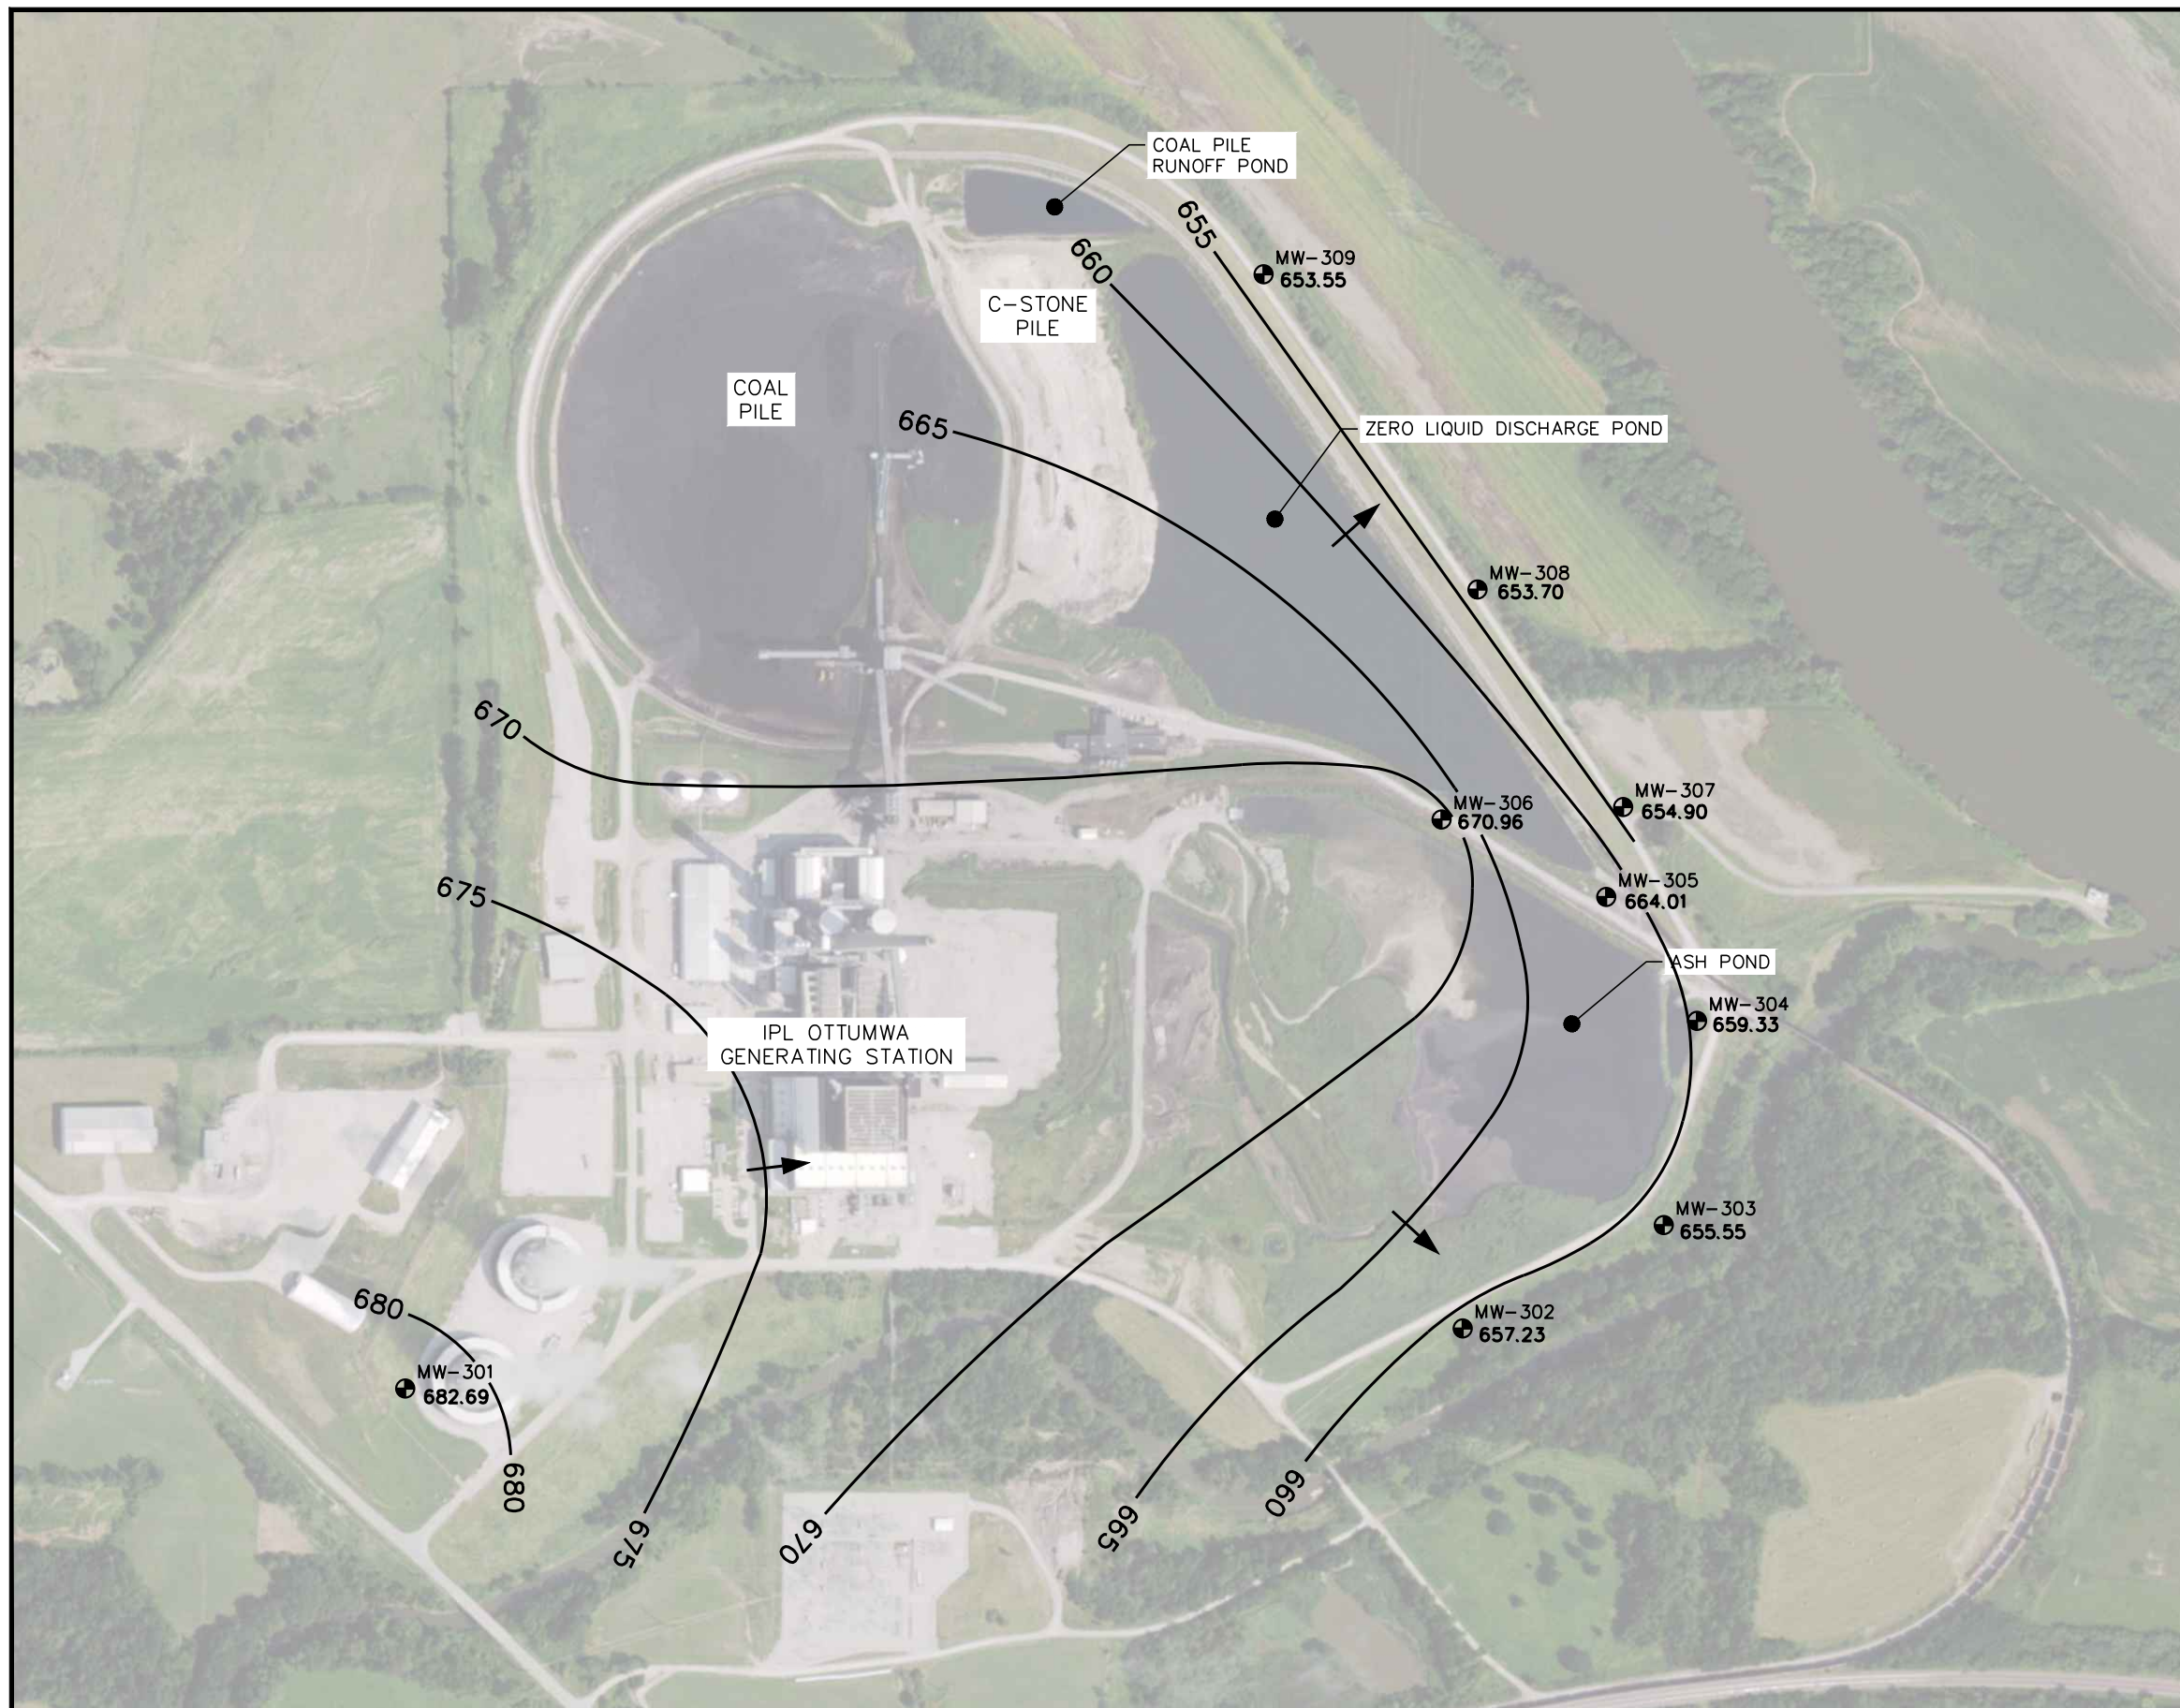 COAL PILE
RUNOFF POND
655
660
MW-309
653.55
C-STONE
PILE
COAL
PILE
665
ZERO LIQUID DISCHARGE POND
MW-308
653.70
670
MW-307
654.90
MW-306
670.96
675
MW-305
664.01
ASH POND
MW-304
659.33
IPL OTTUMWA
GENERATING STATION
MW-303
655.55
680
MW-302
657.23
MW-301
682.69
680
675
670
665
660